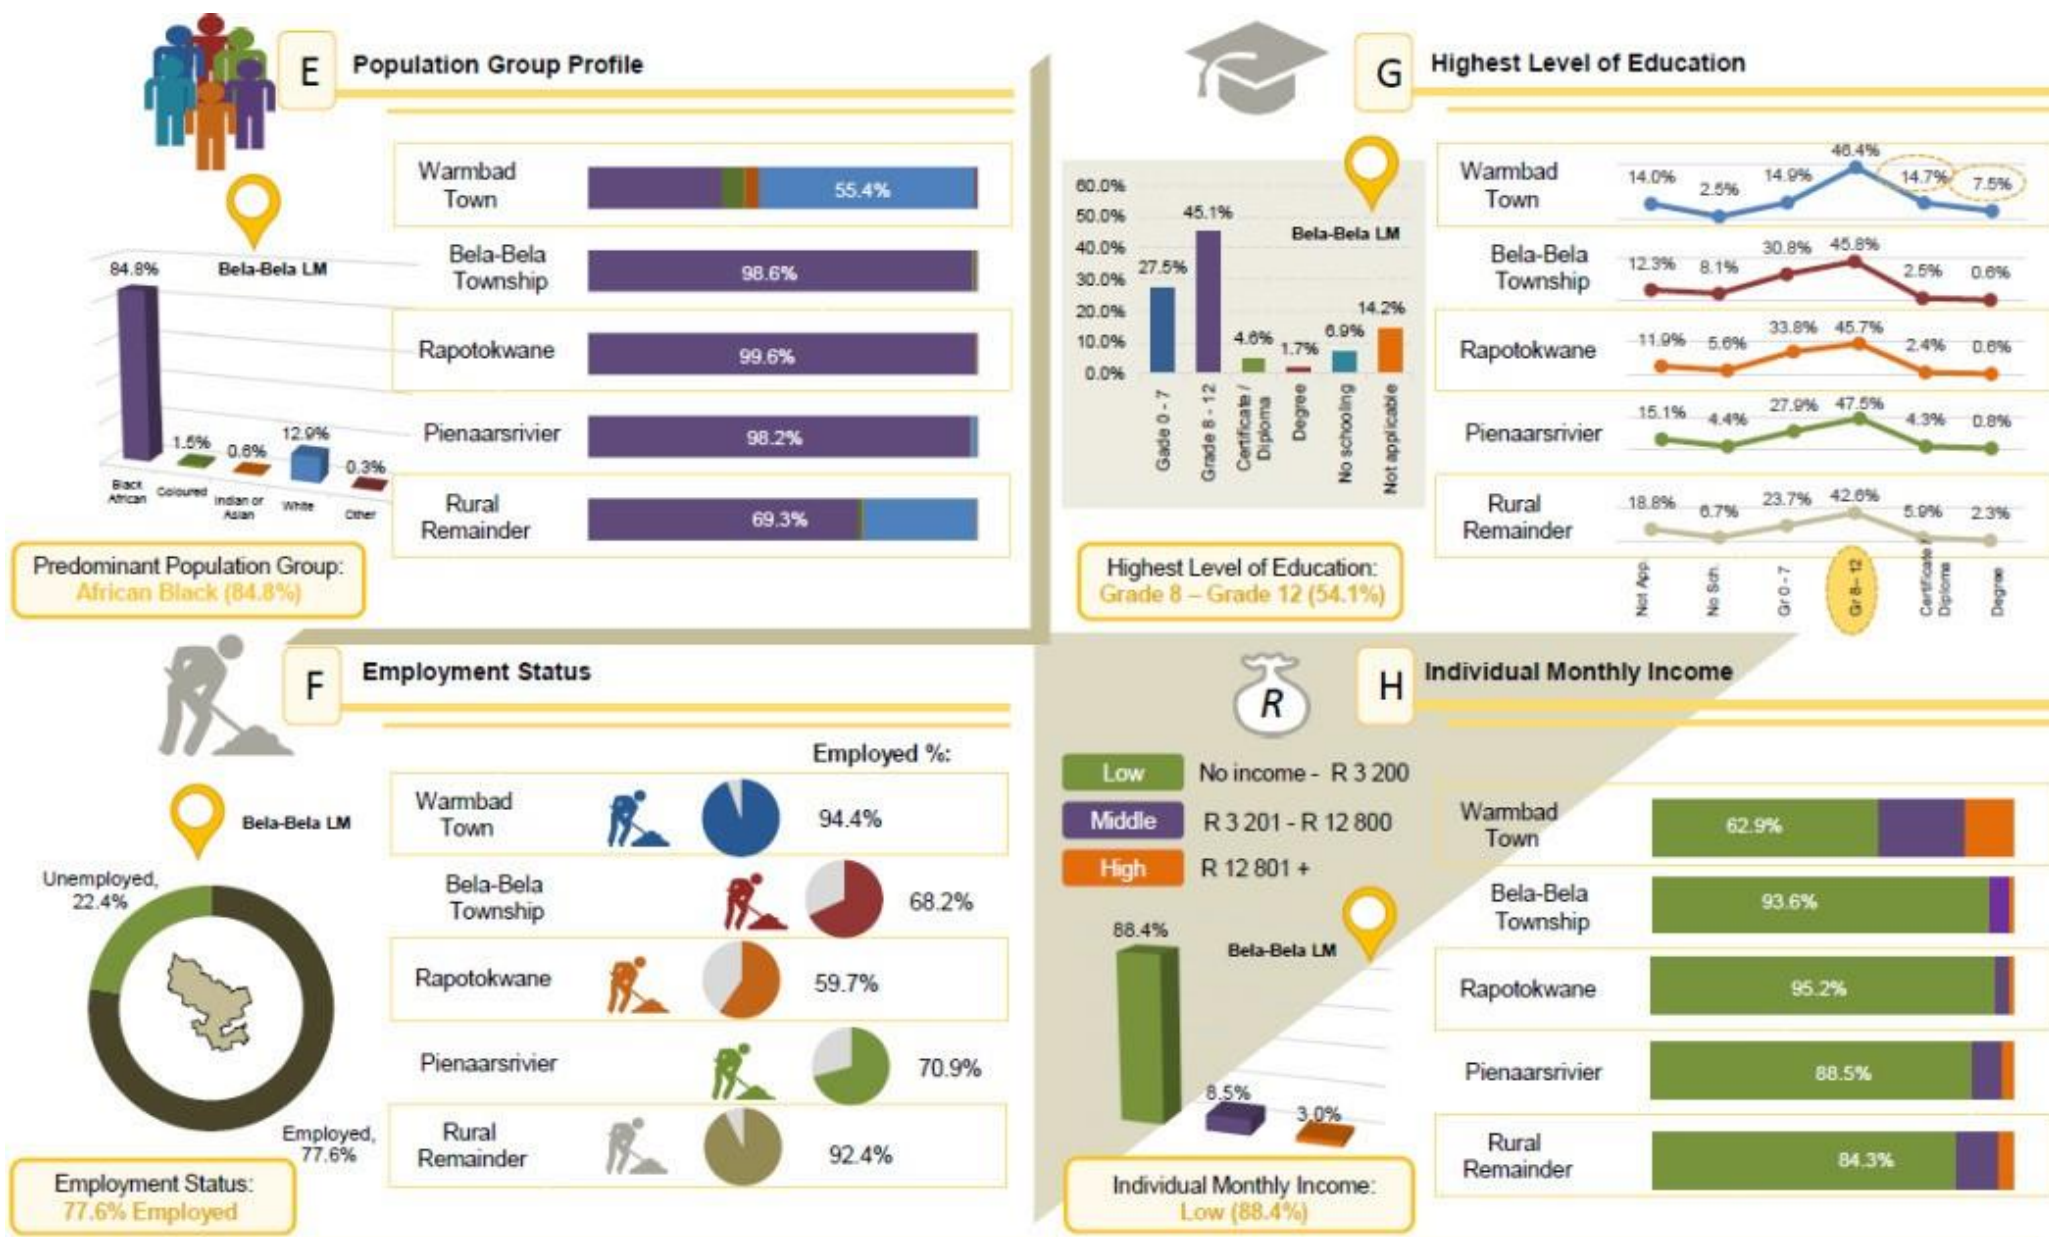 E
Population Group Profile
Bela-Bela LM
84.8%
1.5%
0.6%
12.9%
0.3%
Black
African
Coloured
Indian or
Asian
White
Other
Warmbad
Town
55.4%
Bela-Bela
Township
98.6%
Rapotokwane
99.6%
Pienaarsrivier
98.2%
Rural
Remainder
69.3%
Predominant Population Group:
African Black (84.8%)
G
Highest Level of Education
Bela-Bela LM
60.0%
50.0%
40.0%
30.0%
20.0%
10.0%
0.0%
27.5%
45.1%
4.6%
1.7%
6.9%
14.2%
Gade 0 - 7
Grade 8 - 12
Certificate /
Diploma
Degree
No schooling
Not applicable
Highest Level of Education:
Grade 8 – Grade 12 (54.1%)
Warmbad
Town
14.0% 2.5% 14.9% 46.4% 14.7% 7.5%
Bela-Bela
Township
12.3% 8.1% 30.8% 45.8% 2.5% 0.6%
Rapotokwane
11.9% 5.6% 33.8% 45.7% 2.4% 0.6%
Pienaarsrivier
15.1% 4.4% 27.9% 47.5% 4.3% 0.8%
Rural
Remainder
18.8% 6.7% 23.7% 42.6% 5.9% 2.3%
Not App.
No Sch.
Gr 0 - 7
Gr 8– 12
Certificate /
Diploma
Degree
F
Employment Status
Employed %:
Bela-Bela LM
Unemployed,
22.4%
Employed,
77.6%
Employment Status:
77.6% Employed
Warmbad
Town
94.4%
Bela-Bela
Township
68.2%
Rapotokwane
59.7%
Pienaarsrivier
70.9%
Rural
Remainder
92.4%
R
H
Individual Monthly Income
Low No income - R 3 200
Middle R 3 201 - R 12 800
High R 12 801 +
Bela-Bela LM
88.4%
8.5%
3.0%
Individual Monthly Income:
Low (88.4%)
Warmbad
Town
62.9%
Bela-Bela
Township
93.6%
Rapotokwane
95.2%
Pienaarsrivier
88.5%
Rural
Remainder
84.3%